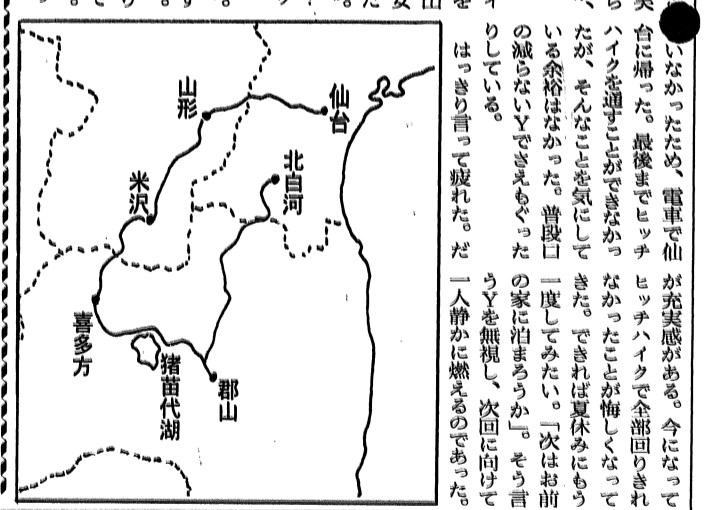 いなかったため、電車で仙
台に帰った。最後までヒッチ
ハイクを通すことができなかっ
たが、そんなことを気にして
いる余裕はなかった。普段口
の減らないYでさえもぐった
りしている。
はっきり言って疲れた。だ
が充実感がある。今になって
ヒッチハイクで全部回りきれ
なかったことが悔しくなって
きた。できれば夏休みにもう
一度してみたい。「次はお前
の家に泊まろうか」。そう言
うYを無視し、次回に向けて
一人静かに燃えるのであった。
仙台
山形
北白河
米沢
喜多方
猪苗代湖
郡山